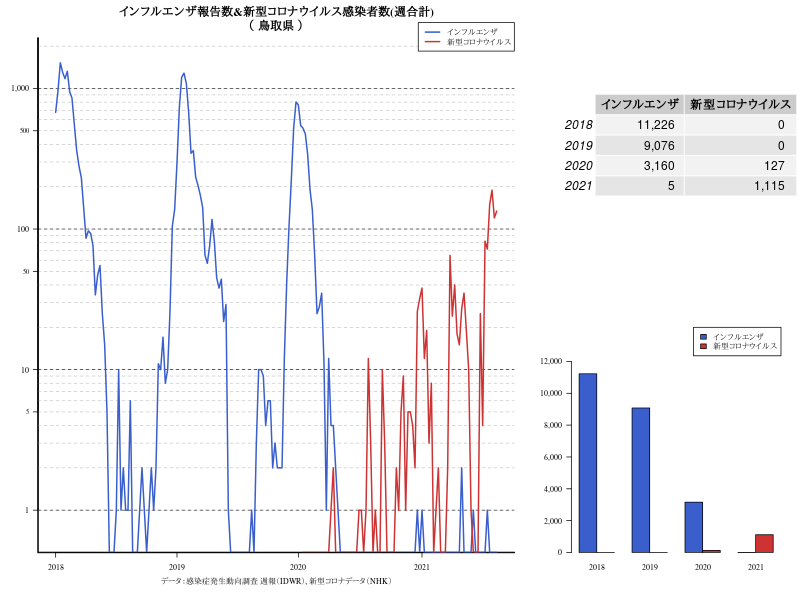 インフルエンザ報告数&新型コロナウイルス感染者数(週合計)
( 鳥取県 )
インフルエンザ
新型コロナウイルス
1,000
500
100
50
10
5
1
2018 2019 2020 2021
データ:感染症発生動向調査 週報(IDWR)、新型コロナデータ(NHK)
インフルエンザ 新型コロナウイルス
2018 11,226 0
2019 9,076 0
2020 3,160 127
2021 5 1,115
インフルエンザ
新型コロナウイルス
12,000
10,000
8,000
6,000
4,000
2,000
0
2018 2019 2020 2021